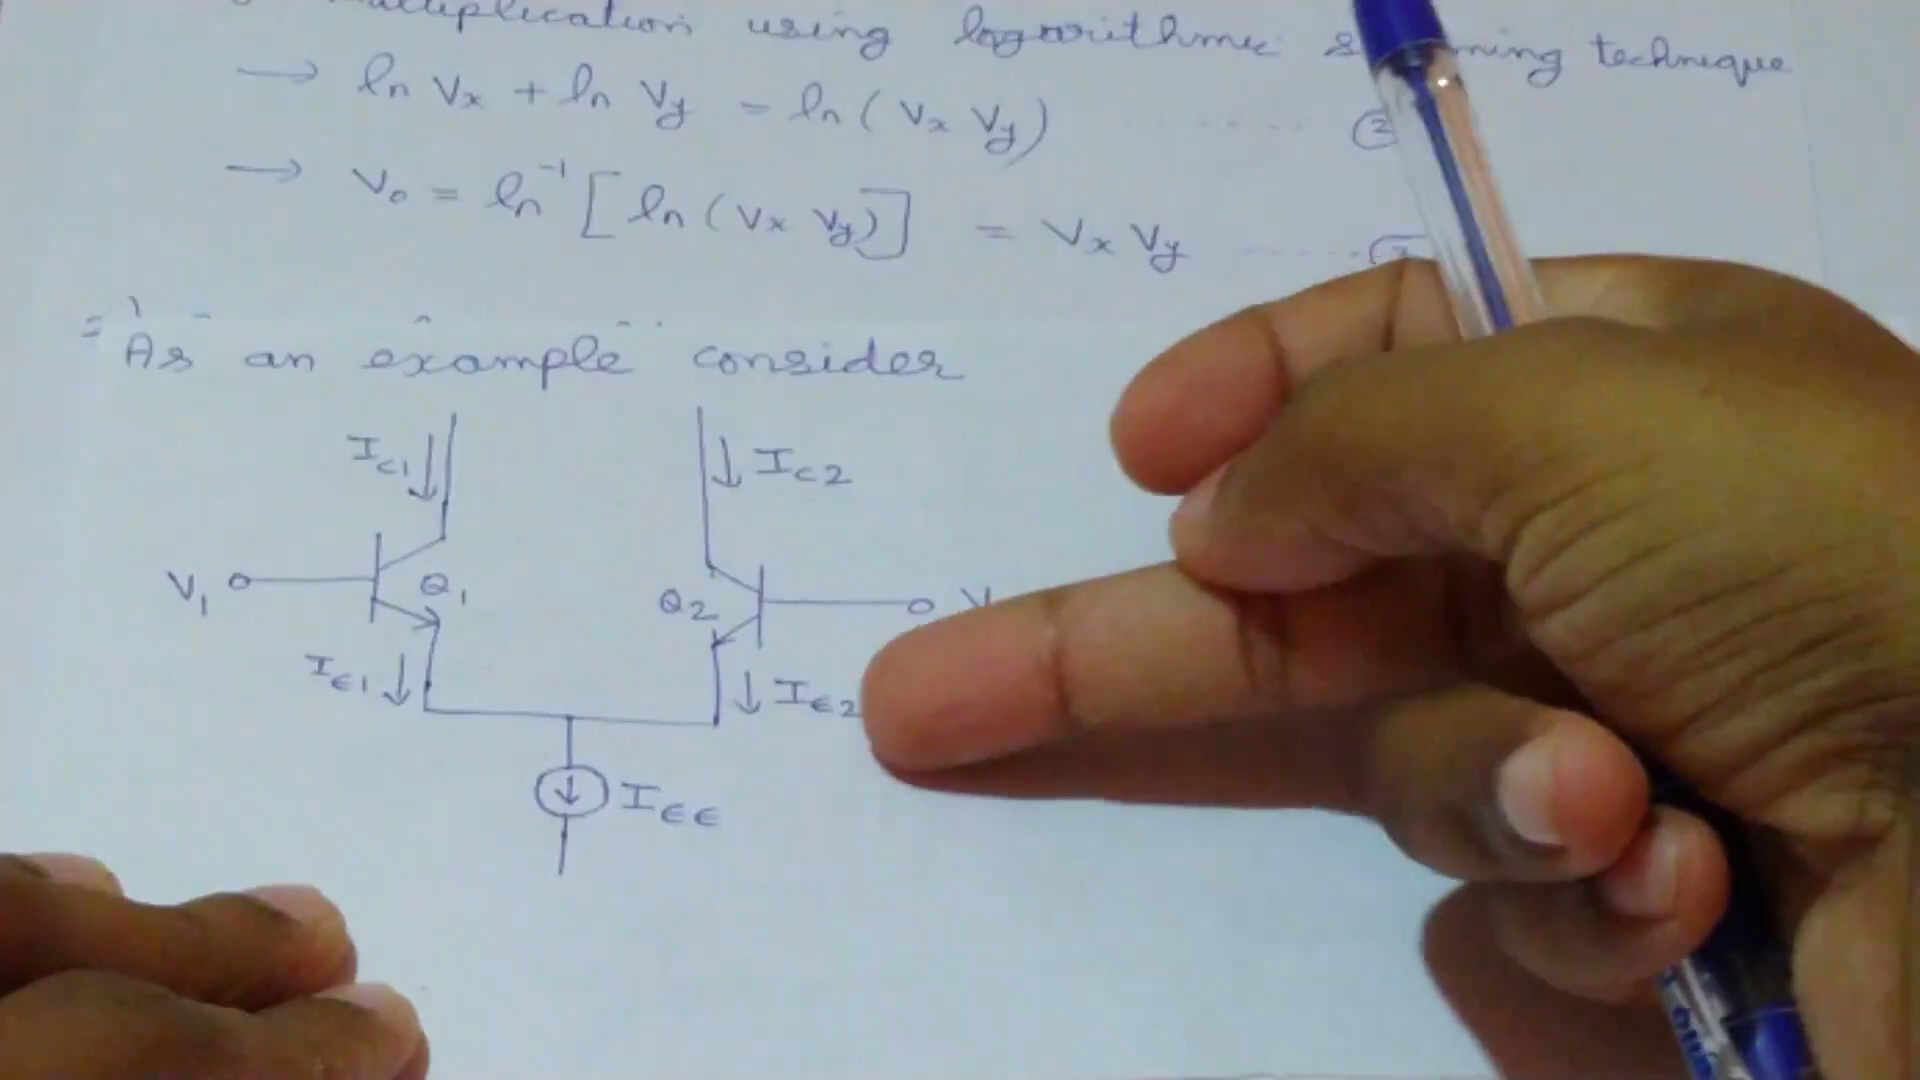 multiplication using logarithmic technique
→ ln Vx + ln Vy = ln ( Vx Vy ) ........ ②
→ Vo = ln⁻¹ [ ln ( Vx Vy ) ] = Vx Vy
As an example consider
IC1 ↓ ↓ IC2
V1 Q1 Q2 V
IE1 ↓ ↓ IE2
↓ IEE